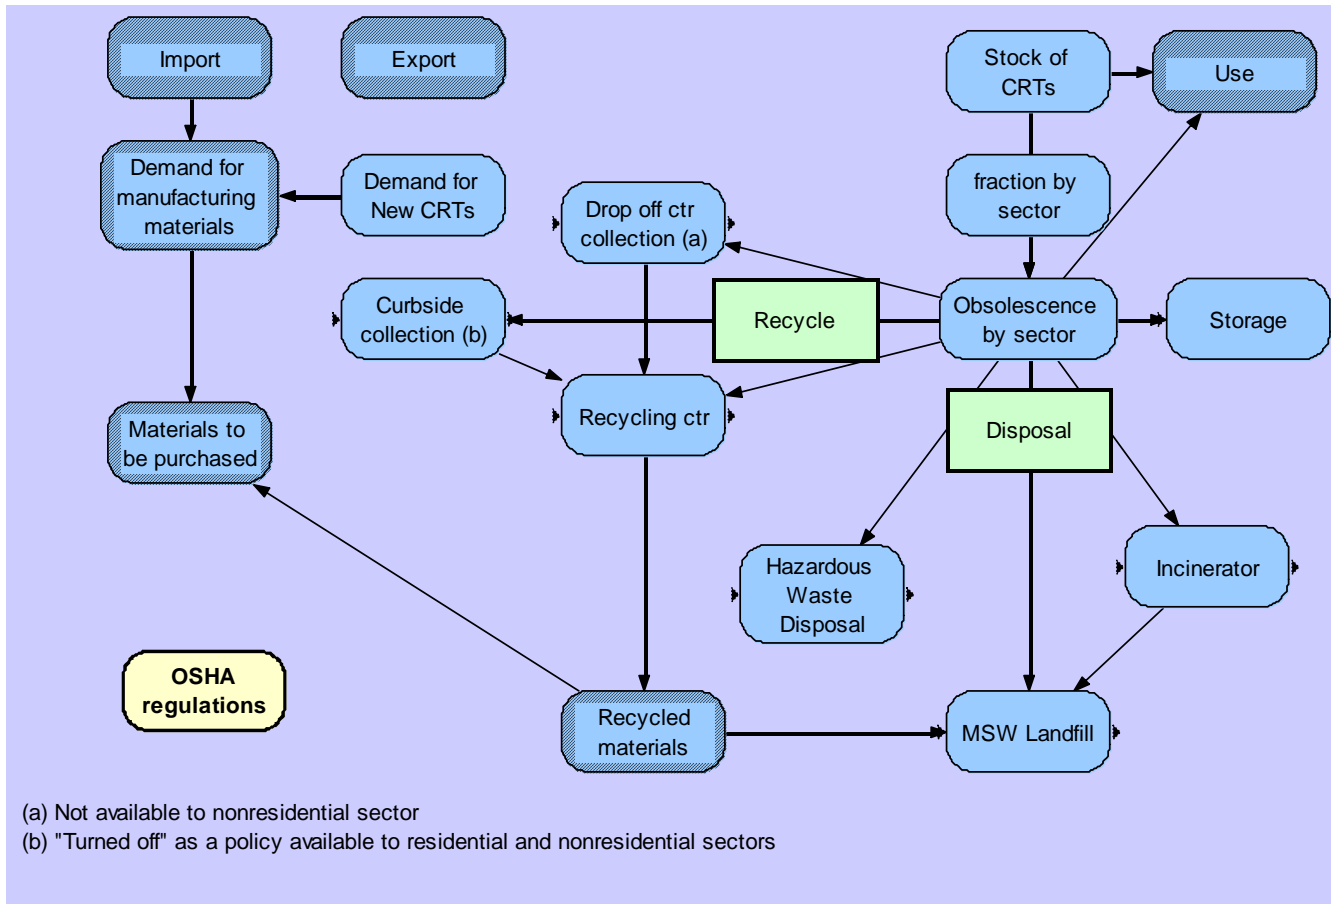 Import
Export
Stock of
CRTs
Use
Demand for
manufacturing
materials
Demand for
New CRTs
Drop off ctr
collection (a)
fraction by
sector
Curbside
collection (b)
Recycle
Obsolescence
by sector
Storage
Materials to
be purchased
Recycling ctr
Disposal
Hazardous
Waste
Disposal
Incinerator
OSHA
regulations
Recycled
materials
MSW Landfill
(a) Not available to nonresidential sector
(b) "Turned off" as a policy available to residential and nonresidential sectors